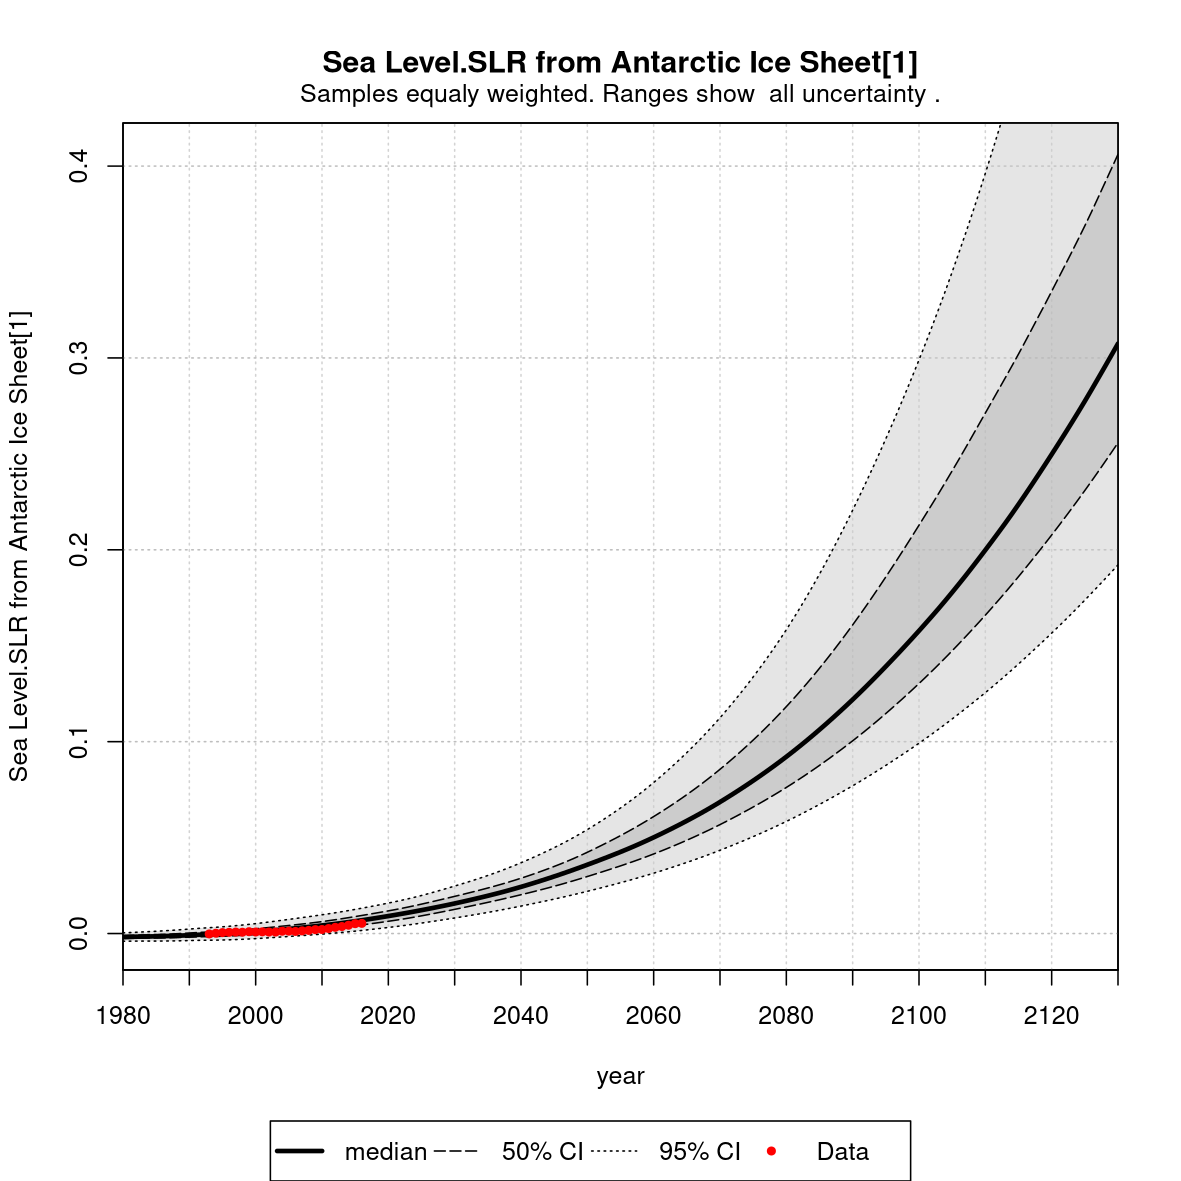 Sea Level.SLR from Antarctic Ice Sheet[1]
Samples equaly weighted. Ranges show  all uncertainty .
Sea Level.SLR from Antarctic Ice Sheet[1]
0.4
0.3
0.2
0.1
0.0
1980 2000 2020 2040 2060 2080 2100 2120
year
median 50% CI 95% CI Data